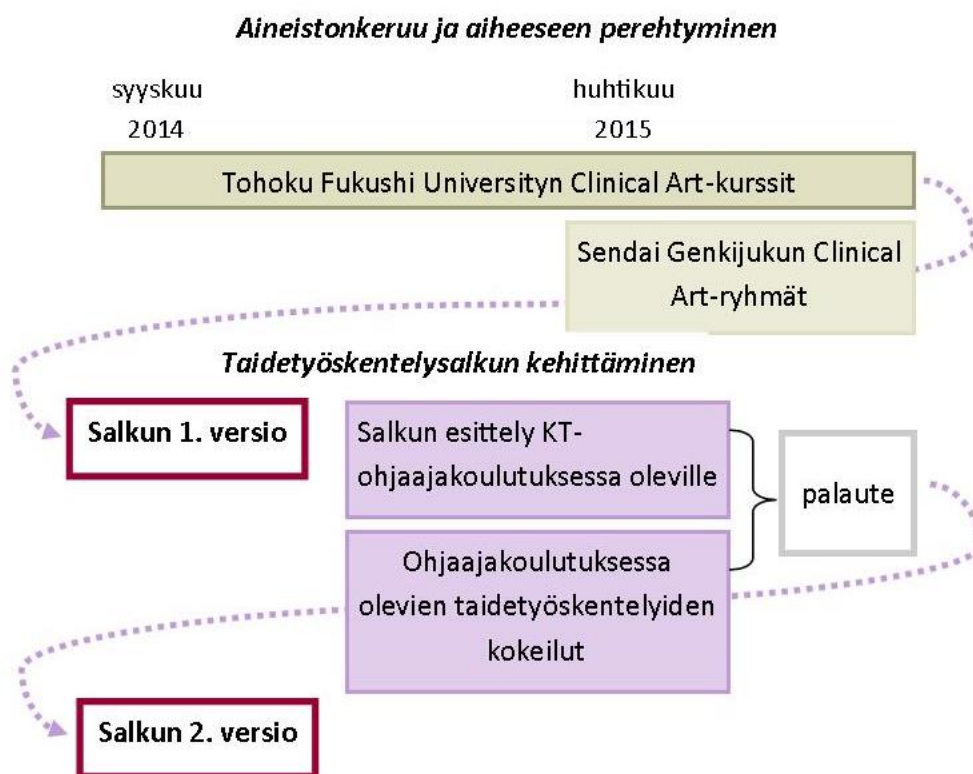 Aineistonkeruu ja aiheeseen perehtyminen
syyskuu
2014
huhtikuu
2015
Tohoku Fukushi Universityn Clinical Art-kurssit
Sendai Genkijukun Clinical
Art-ryhmät
Taidetyöskentelysalkun kehittäminen
Salkun 1. versio
Salkun esittely KT-
ohjaajakoulutuksessa oleville
palaute
Ohjaajakoulutuksessa
olevien taidetyöskentelyiden
kokeilut
Salkun 2. versio